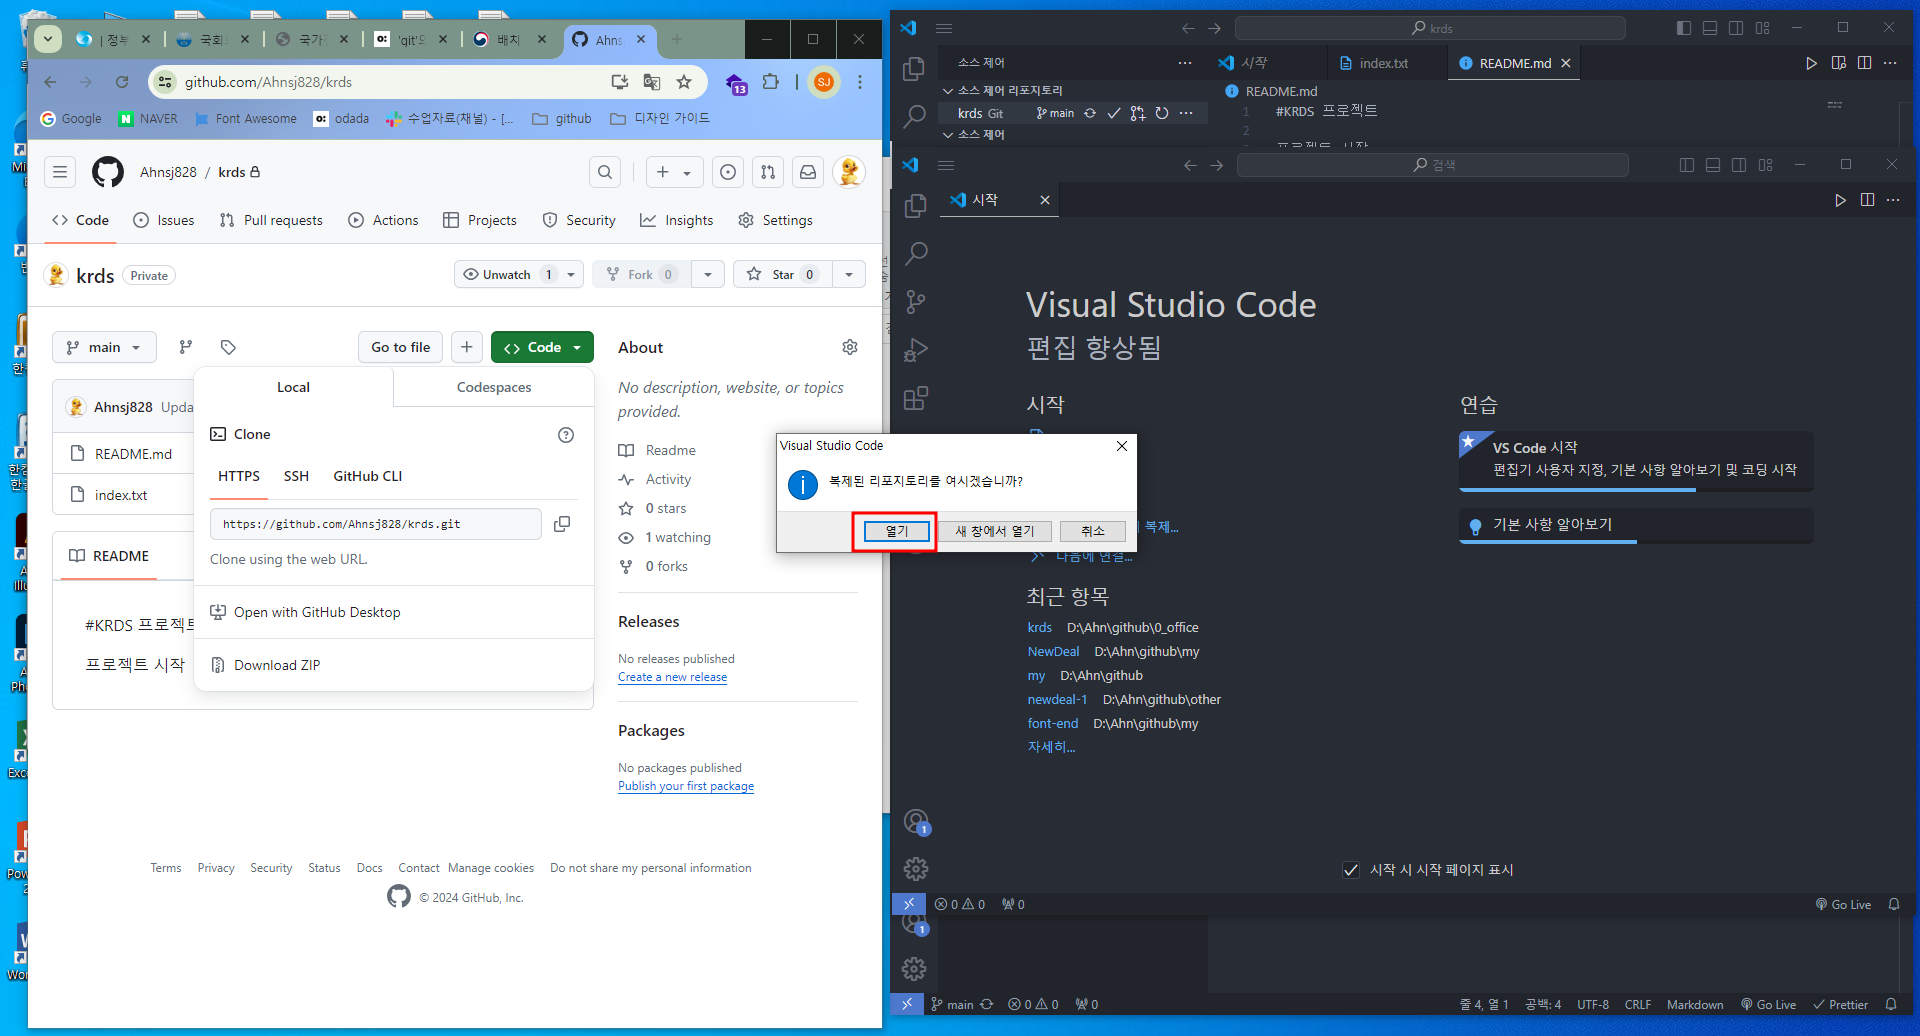 | 정부
국회도
국가
'git'의
배치
Ahns
github.com/Ahnsj828/krds
13
SJ
Google
NAVER
Font Awesome
odada
수업자료(채널) - [...
github
디자인 가이드
Ahnsj828 / krds
Code
Issues
Pull requests
Actions
Projects
Security
Insights
Settings
krds
Private
Unwatch 1
Fork 0
Star 0
main
Go to file
Code
Local
Codespaces
Ahnsj828 Upda
README.md
index.txt
Clone
HTTPS
SSH
GitHub CLI
https://github.com/Ahnsj828/krds.git
Clone using the web URL.
Open with GitHub Desktop
Download ZIP
README
#KRDS 프로젝트
프로젝트 시작
About
No description, website, or topics
provided.
Readme
Activity
0 stars
1 watching
0 forks
Releases
No releases published
Create a new release
Packages
No packages published
Publish your first package
Terms
Privacy
Security
Status
Docs
Contact
Manage cookies
Do not share my personal information
© 2024 GitHub, Inc.
krds
소스 제어
시작
index.txt
README.md
소스 제어 리포지토리
README.md
krds Git
main
1
#KRDS 프로젝트
2
소스 제어
프로젝트 시작
검색
시작
Visual Studio Code
편집 향상됨
시작
연습
VS Code 시작
편집기 사용자 지정, 기본 사항 알아보기 및 코딩 시작
기본 사항 알아보기
Visual Studio Code
복제된 리포지토리를 여시겠습니까?
열기
새 창에서 열기
취소
복제...
다음에 연결...
최근 항목
krds D:\Ahn\github\0_office
NewDeal D:\Ahn\github\my
my D:\Ahn\github
newdeal-1 D:\Ahn\github\other
font-end D:\Ahn\github\my
자세히...
1
시작 시 시작 페이지 표시
0
0
0
Go Live
1
main
0
0
0
줄 4, 열 1
공백: 4
UTF-8
CRLF
Markdown
Go Live
Prettier